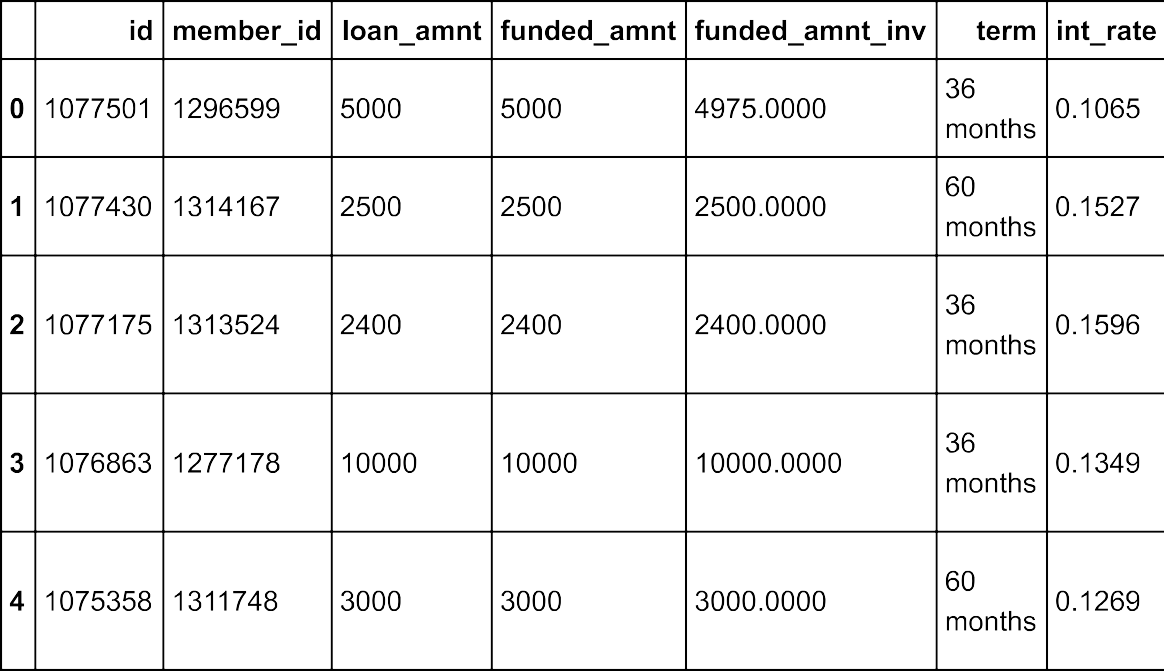 id member_id loan_amnt funded_amnt funded_amnt_inv term int_rate
0 1077501 1296599 5000 5000 4975.0000 36 months 0.1065
1 1077430 1314167 2500 2500 2500.0000 60 months 0.1527
2 1077175 1313524 2400 2400 2400.0000 36 months 0.1596
3 1076863 1277178 10000 10000 10000.0000 36 months 0.1349
4 1075358 1311748 3000 3000 3000.0000 60 months 0.1269